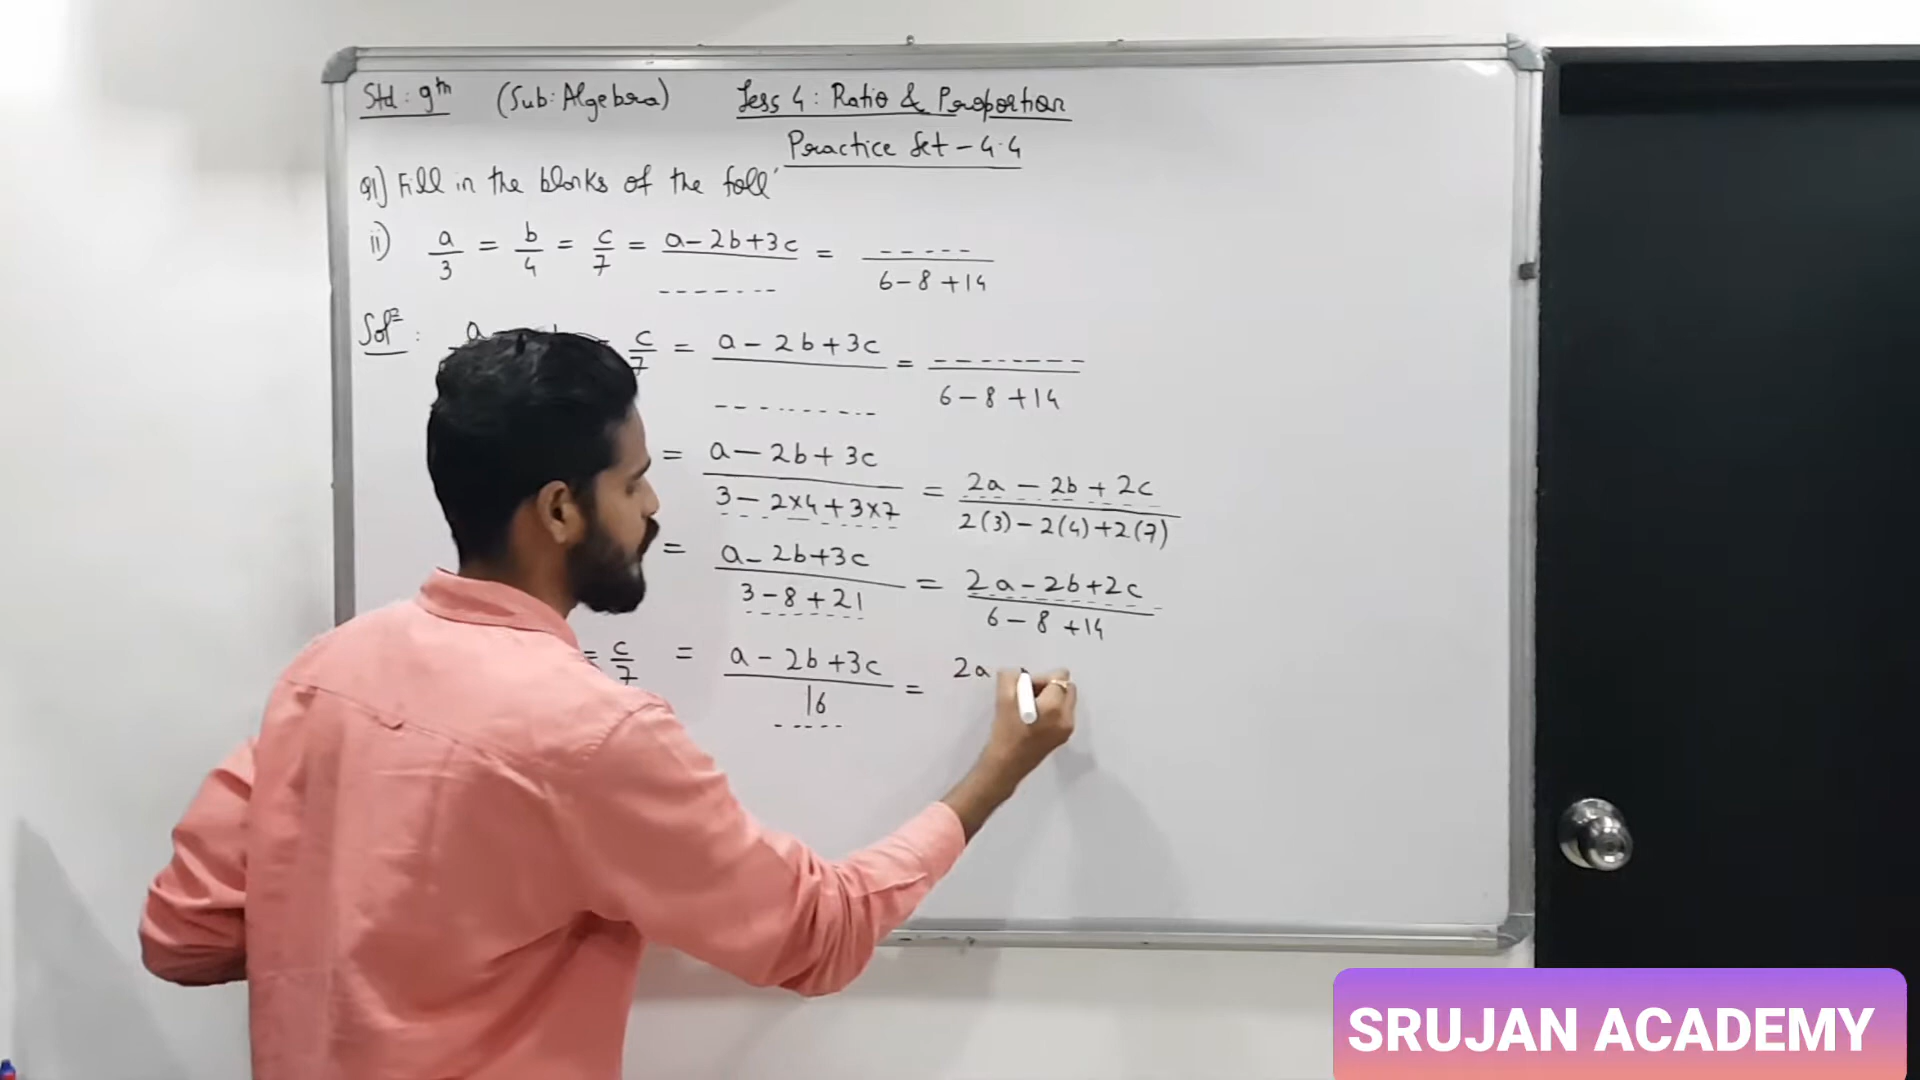 Std : 9th (Sub: Algebra) Less 4 : Ratio & Proportion
Practice Set - 4.4
Q1) Fill in the blanks of the foll'
ii) a/3 = b/4 = c/7 = a-2b+3c/------- = -----/6-8+14
Sol : a c/7 = a-2b+3c/--------- = --------/6-8+14
= a-2b+3c/3-2×4+3×7 = 2a-2b+2c/2(3)-2(4)+2(7)
= a-2b+3c/3-8+21 = 2a-2b+2c/6-8+14
= c/7 = a-2b+3c/16 = 2a
SRUJAN ACADEMY